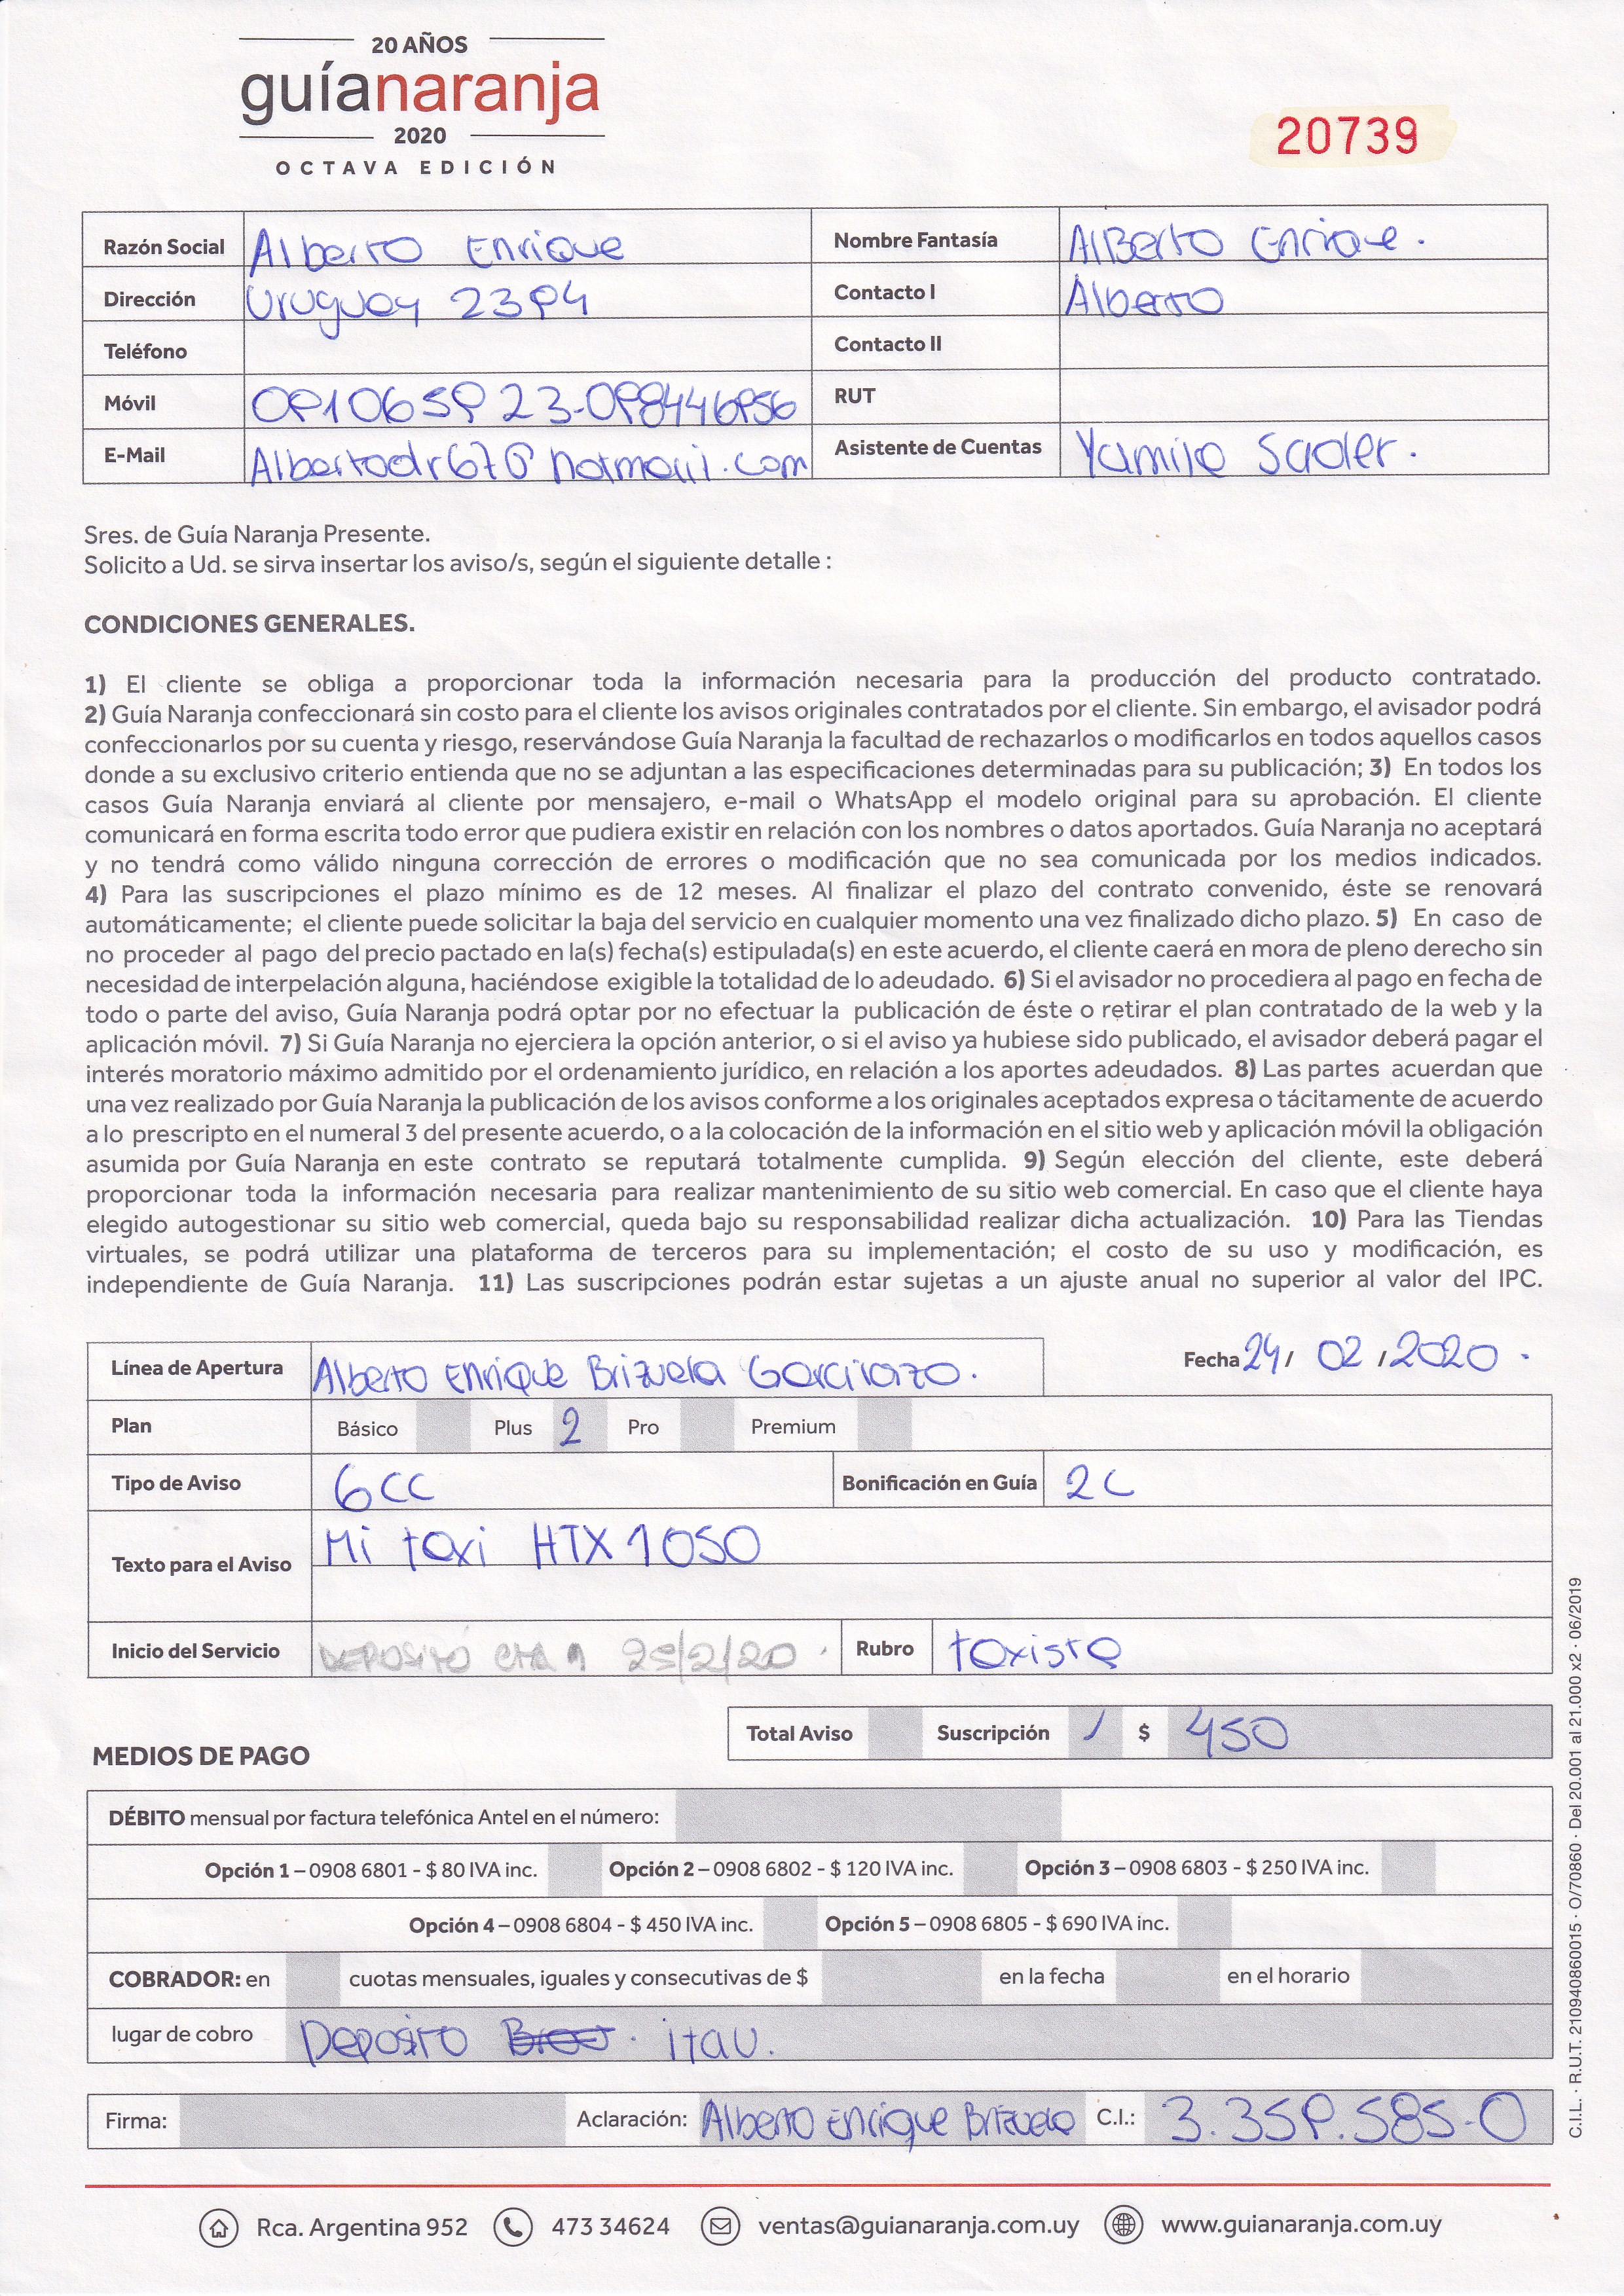 20 AÑOS
guíanaranja
2020
OCTAVA EDICIÓN
20739
Razón Social Alberto Enrique Nombre Fantasía AlBerto Enrique.
Dirección Uruguay 2394 Contacto I Alberto
Teléfono Contacto II
Móvil 091065923-098446956 RUT
E-Mail Asistente de Cuentas Yamila Sader.
Sres. de Guía Naranja Presente.
Solicito a Ud. se sirva insertar los aviso/s, según el siguiente detalle :
CONDICIONES GENERALES.
1) El cliente se obliga a proporcionar toda la información necesaria para la producción del producto contratado.
2) Guía Naranja confeccionará sin costo para el cliente los avisos originales contratados por el cliente. Sin embargo, el avisador podrá
confeccionarlos por su cuenta y riesgo, reservándose Guía Naranja la facultad de rechazarlos o modificarlos en todos aquellos casos
donde a su exclusivo criterio entienda que no se adjuntan a las especificaciones determinadas para su publicación; 3) En todos los
casos Guía Naranja enviará al cliente por mensajero, e-mail o WhatsApp el modelo original para su aprobación. El cliente
comunicará en forma escrita todo error que pudiera existir en relación con los nombres o datos aportados. Guía Naranja no aceptará
y no tendrá como válido ninguna corrección de errores o modificación que no sea comunicada por los medios indicados.
4) Para las suscripciones el plazo mínimo es de 12 meses. Al finalizar el plazo del contrato convenido, éste se renovará
automáticamente; el cliente puede solicitar la baja del servicio en cualquier momento una vez finalizado dicho plazo. 5) En caso de
no proceder al pago del precio pactado en la(s) fecha(s) estipulada(s) en este acuerdo, el cliente caerá en mora de pleno derecho sin
necesidad de interpelación alguna, haciéndose exigible la totalidad de lo adeudado. 6) Si el avisador no procediera al pago en fecha de
todo o parte del aviso, Guía Naranja podrá optar por no efectuar la publicación de éste o retirar el plan contratado de la web y la
aplicación móvil. 7) Si Guía Naranja no ejerciera la opción anterior, o si el aviso ya hubiese sido publicado, el avisador deberá pagar el
interés moratorio máximo admitido por el ordenamiento jurídico, en relación a los aportes adeudados. 8) Las partes acuerdan que
una vez realizado por Guía Naranja la publicación de los avisos conforme a los originales aceptados expresa o tácitamente de acuerdo
a lo prescripto en el numeral 3 del presente acuerdo, o a la colocación de la información en el sitio web y aplicación móvil la obligación
asumida por Guía Naranja en este contrato se reputará totalmente cumplida. 9) Según elección del cliente, este deberá
proporcionar toda la información necesaria para realizar mantenimiento de su sitio web comercial. En caso que el cliente haya
elegido autogestionar su sitio web comercial, queda bajo su responsabilidad realizar dicha actualización. 10) Para las Tiendas
virtuales, se podrá utilizar una plataforma de terceros para su implementación; el costo de su uso y modificación, es
independiente de Guía Naranja. 11) Las suscripciones podrán estar sujetas a un ajuste anual no superior al valor del IPC.
Línea de Apertura Alberto Enrique Brizuela Garcilazo. Fecha 24/ 02 /2020.
Plan Básico Plus 2 Pro Premium
Tipo de Aviso 6CC Bonificación en Guía 2C
Texto para el Aviso Mi taxi HTX 1050
Inicio del Servicio DEPOSITO CTA 25/2/20. Rubro taxista
Total Aviso Suscripción / $ 450
MEDIOS DE PAGO
DÉBITO mensual por factura telefónica Antel en el número:
Opción 1 – 0908 6801 - $ 80 IVA inc. Opción 2 – 0908 6802 - $ 120 IVA inc. Opción 3 – 0908 6803 - $ 250 IVA inc.
Opción 4 – 0908 6804 - $ 450 IVA inc. Opción 5 – 0908 6805 - $ 690 IVA inc.
COBRADOR: en cuotas mensuales, iguales y consecutivas de $ en la fecha en el horario
lugar de cobro Deposito itau.
Firma: Aclaración: Alberto Enrique Brizuela C.I.: 3.359.585-0
Rca. Argentina 952 473 34624 ventas@guianaranja.com.uy www.guianaranja.com.uy
C.I.L. · R.U.T. 210940860015 · O/70860 · Del 20.001 al 21.000 x2 · 06/2019